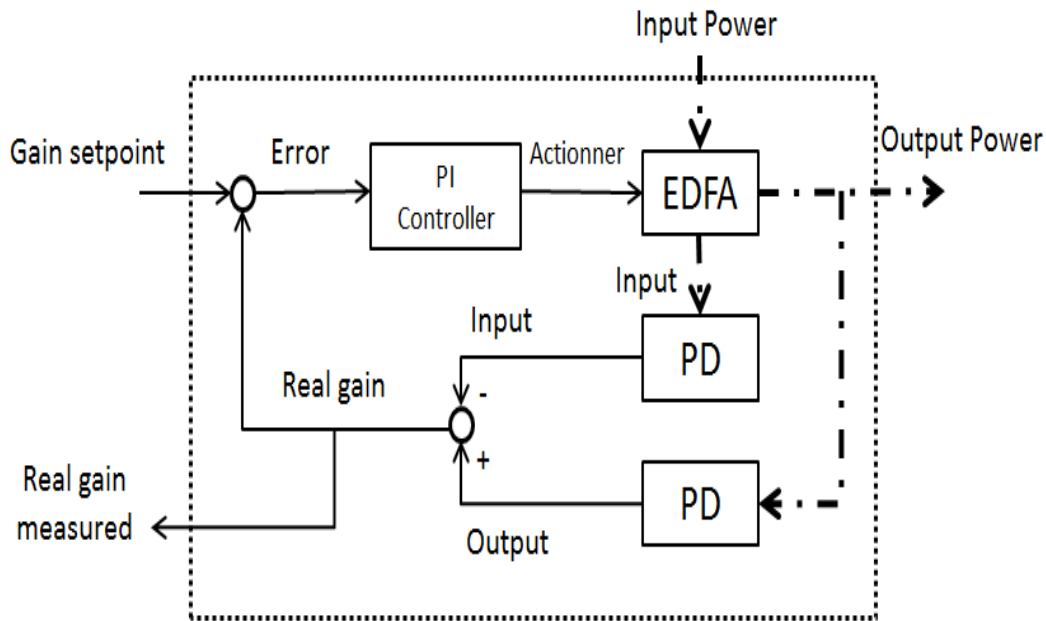 Input Power
Gain setpoint
Error
PI
Controller
Actionner
EDFA
Output Power
Input
PD
Input
Real gain
-
+
Real gain
measured
PD
Output